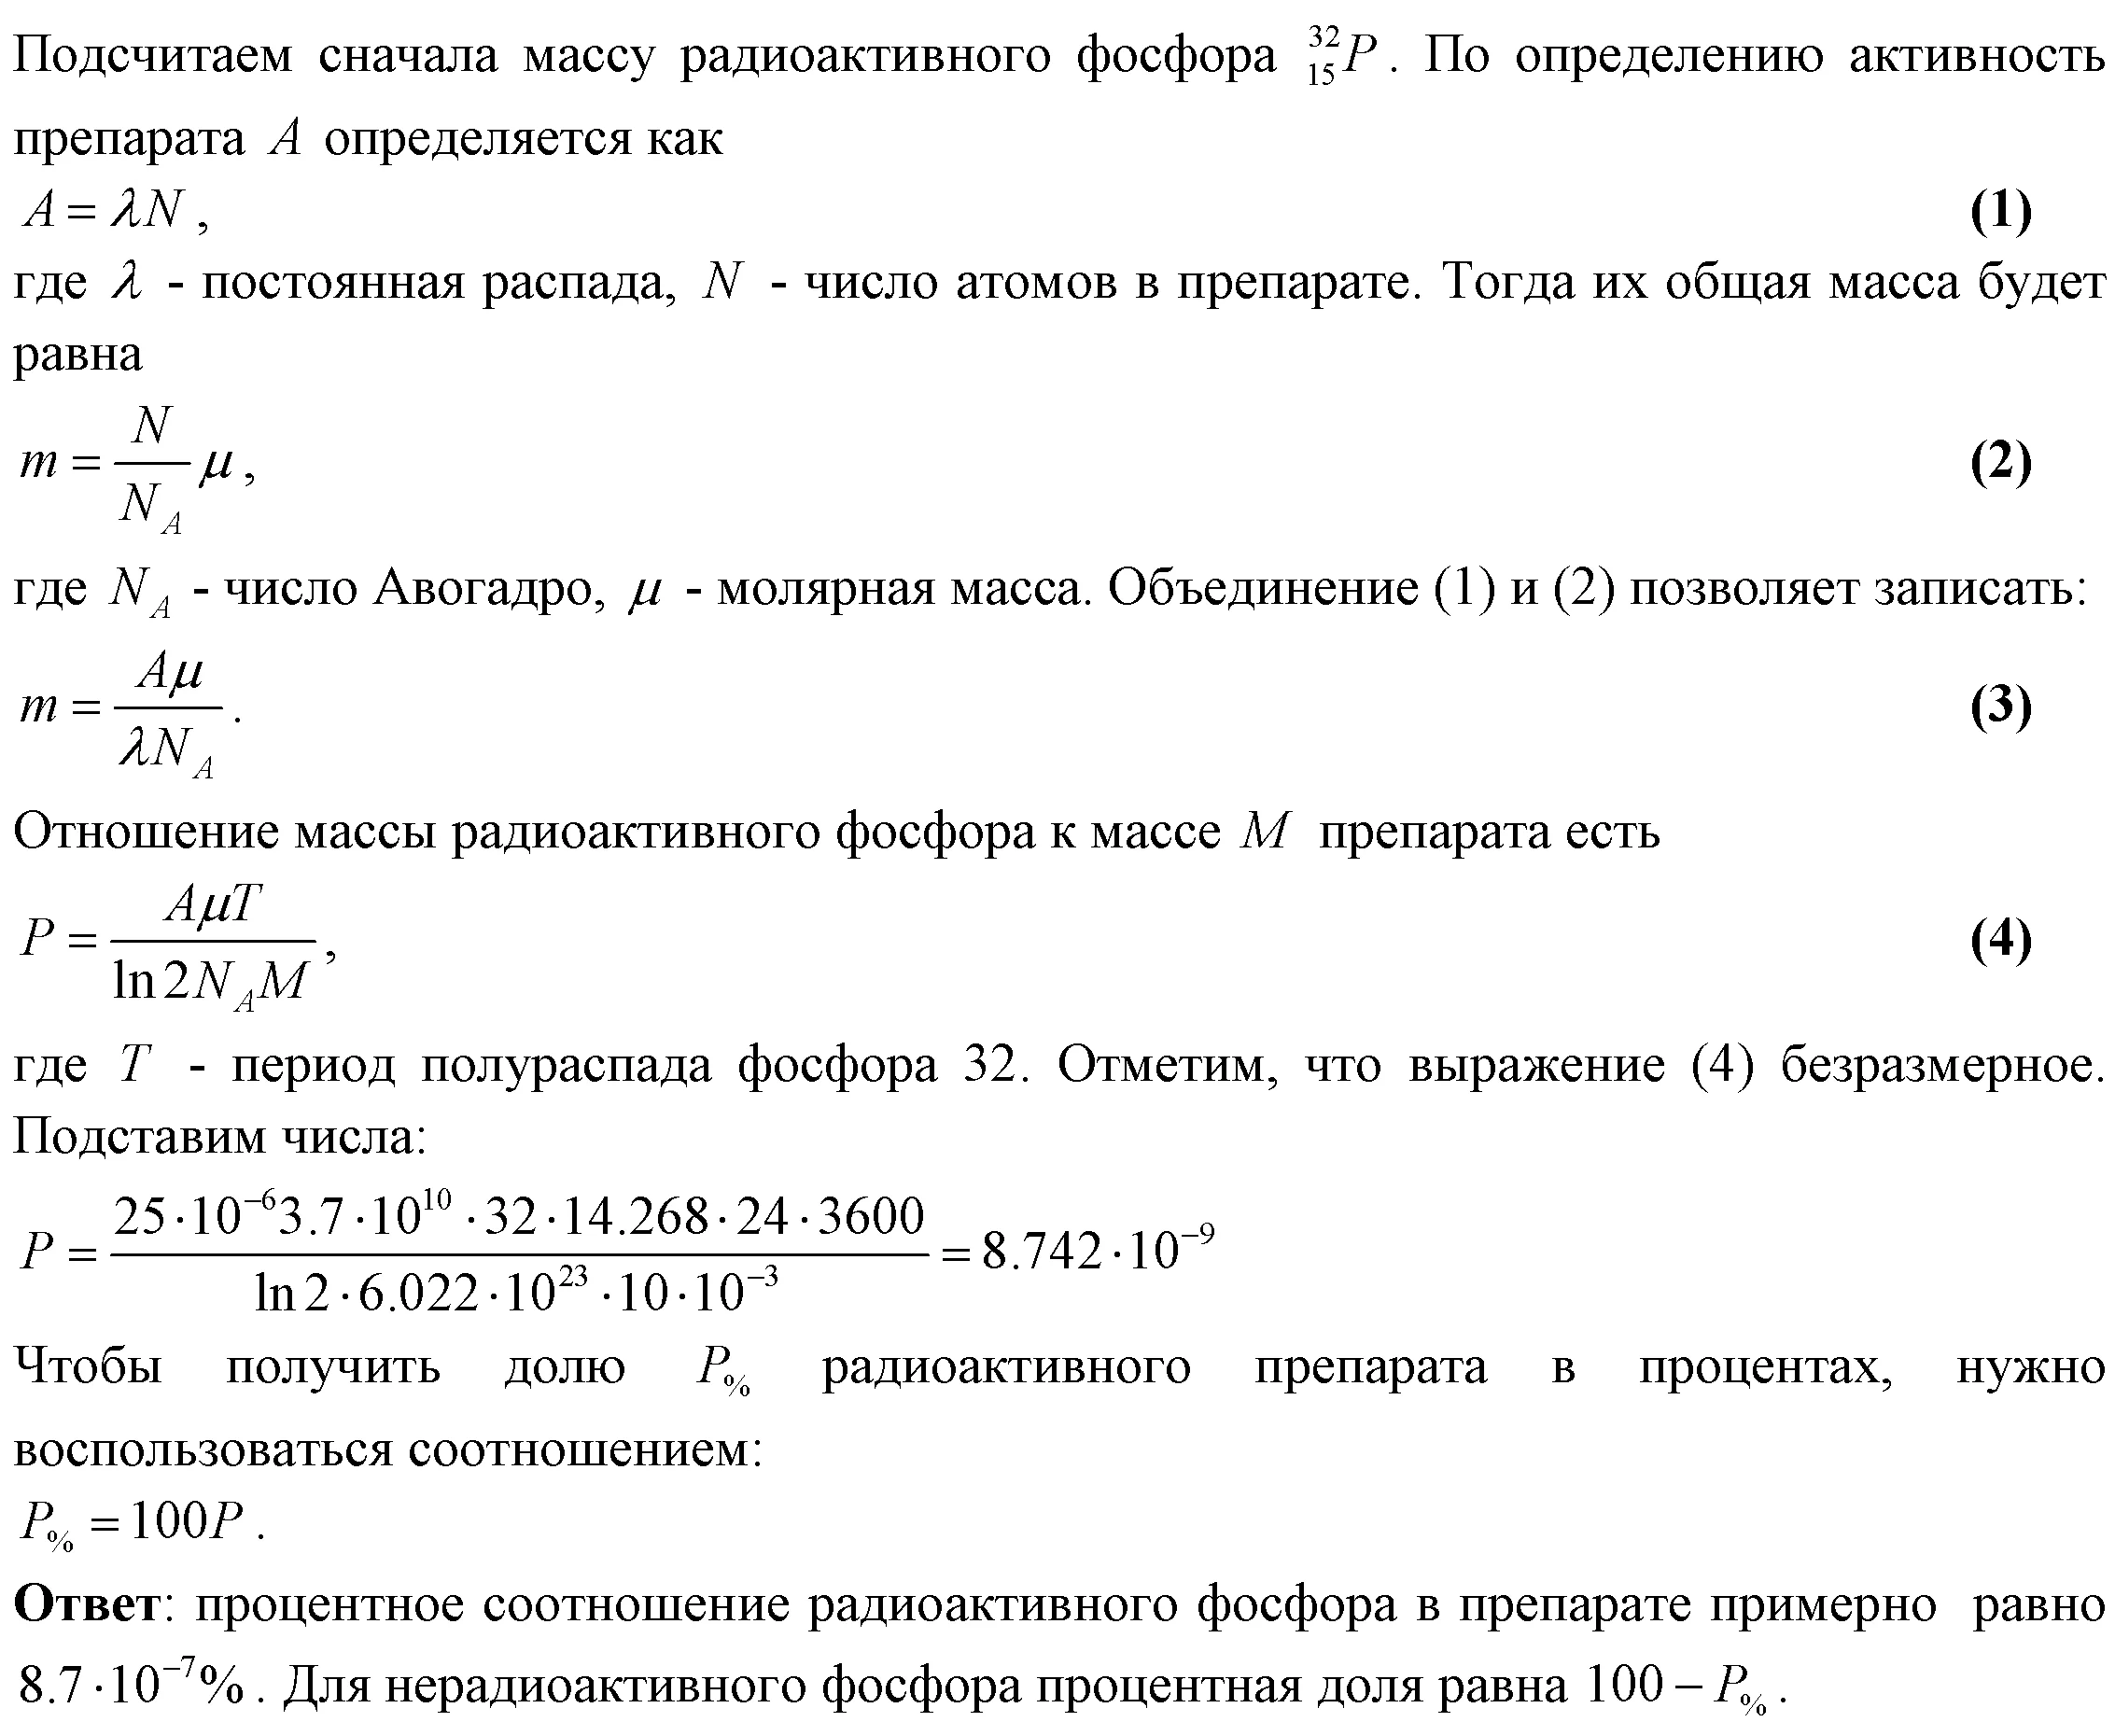 Подсчитаем сначала массу радиоактивного фосфора $^{32}_{15}P$. По определению активность
препарата $A$ определяется как
$A = \lambda N$, (1)
где $\lambda$ - постоянная распада, $N$ - число атомов в препарате. Тогда их общая масса будет
равна
$m = \frac{N}{N_A}\mu$, (2)
где $N_A$ - число Авогадро, $\mu$ - молярная масса. Объединение (1) и (2) позволяет записать:
$m = \frac{A\mu}{\lambda N_A}$. (3)
Отношение массы радиоактивного фосфора к массе $M$ препарата есть
$P = \frac{A\mu T}{\ln 2 N_A M}$, (4)
где $T$ - период полураспада фосфора 32. Отметим, что выражение (4) безразмерное.
Подставим числа:
$P = \frac{25 \cdot 10^{-6} 3.7 \cdot 10^{10} \cdot 32 \cdot 14.268 \cdot 24 \cdot 3600}{\ln 2 \cdot 6.022 \cdot 10^{23} \cdot 10 \cdot 10^{-3}} = 8.742 \cdot 10^{-9}$
Чтобы получить долю $P_{\%}$ радиоактивного препарата в процентах, нужно
воспользоваться соотношением:
$P_{\%} = 100P$.
Ответ: процентное соотношение радиоактивного фосфора в препарате примерно равно
$8.7 \cdot 10^{-7}\%$. Для нерадиоактивного фосфора процентная доля равна $100 - P_{\%}$.